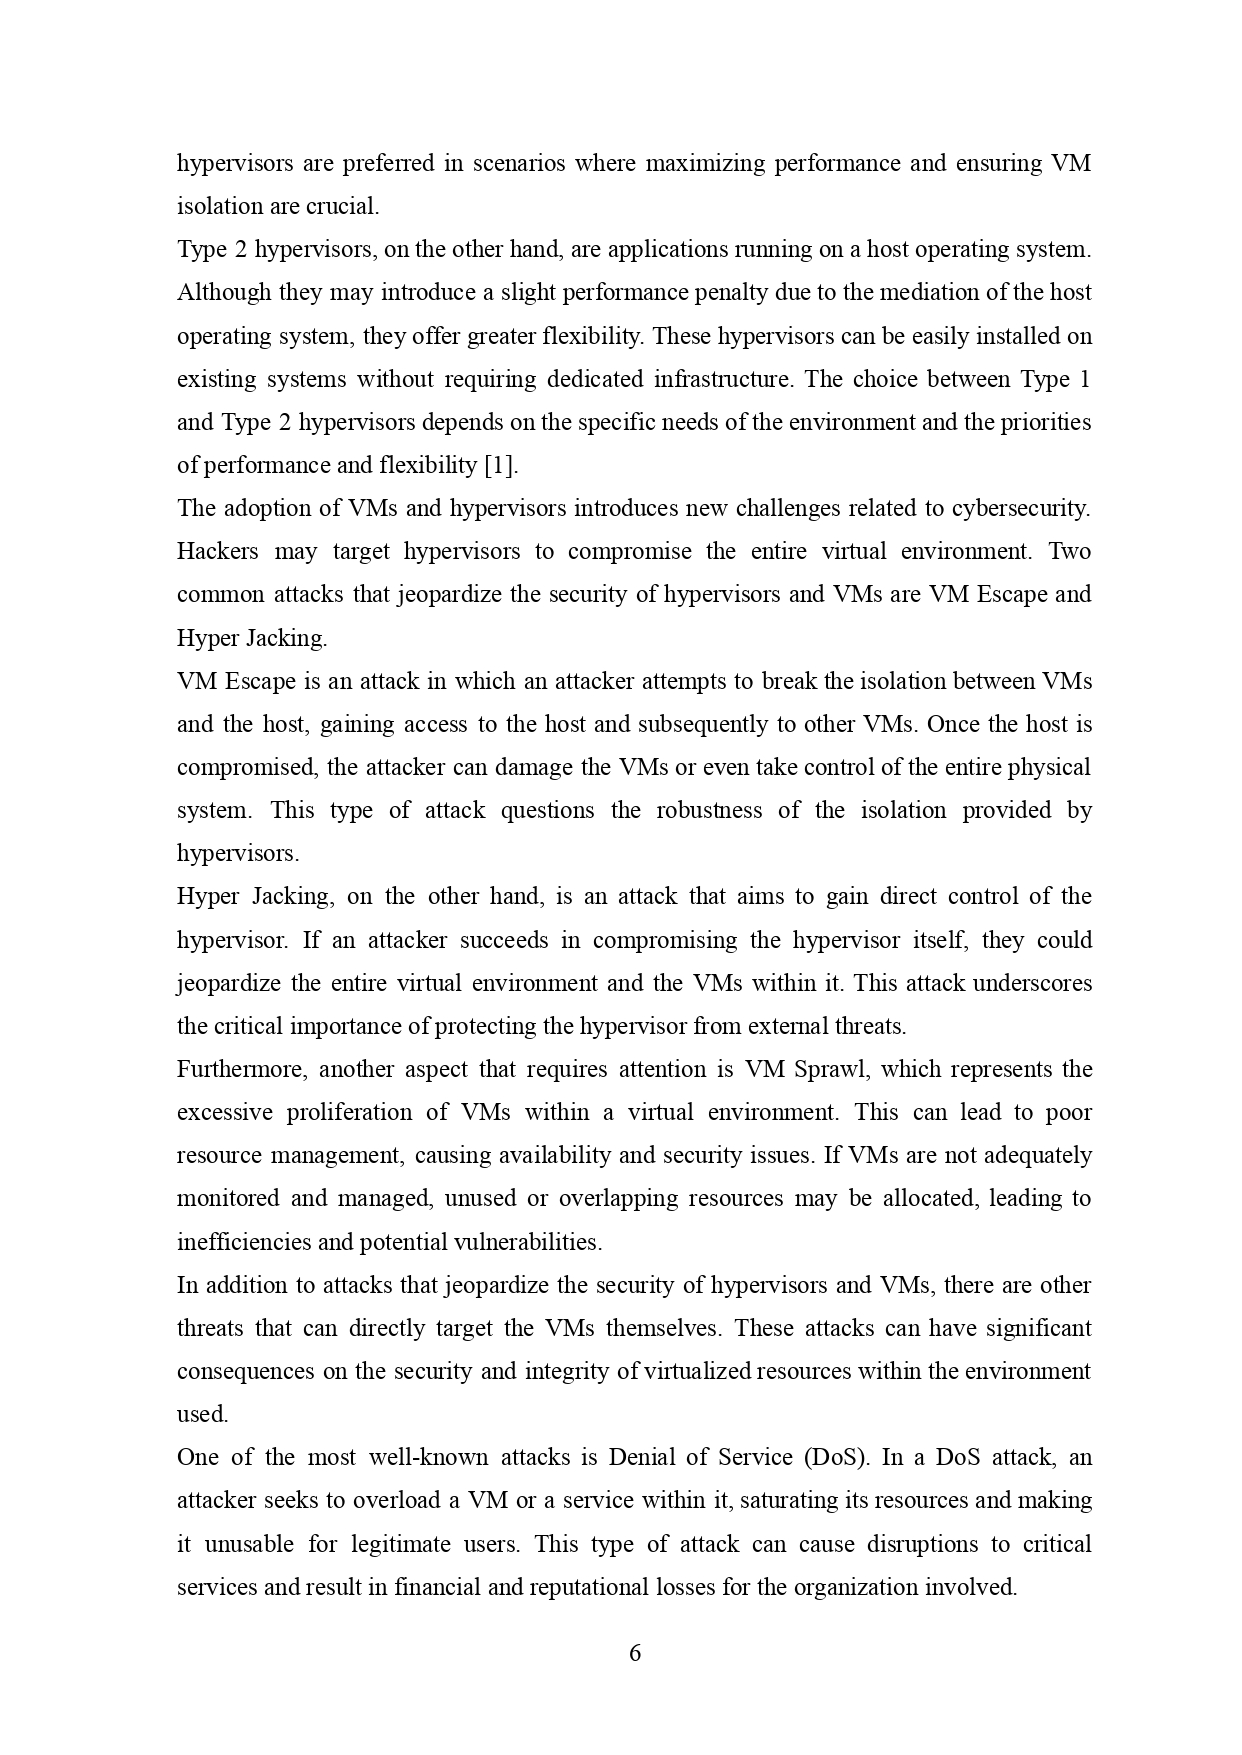 hypervisors are preferred in scenarios where maximizing performance and ensuring VM
isolation are crucial.
Type 2 hypervisors, on the other hand, are applications running on a host operating system.
Although they may introduce a slight performance penalty due to the mediation of the host
operating system, they offer greater flexibility. These hypervisors can be easily installed on
existing systems without requiring dedicated infrastructure. The choice between Type 1
and Type 2 hypervisors depends on the specific needs of the environment and the priorities
of performance and flexibility [1].
The adoption of VMs and hypervisors introduces new challenges related to cybersecurity.
Hackers may target hypervisors to compromise the entire virtual environment. Two
common attacks that jeopardize the security of hypervisors and VMs are VM Escape and
Hyper Jacking.
VM Escape is an attack in which an attacker attempts to break the isolation between VMs
and the host, gaining access to the host and subsequently to other VMs. Once the host is
compromised, the attacker can damage the VMs or even take control of the entire physical
system. This type of attack questions the robustness of the isolation provided by
hypervisors.
Hyper Jacking, on the other hand, is an attack that aims to gain direct control of the
hypervisor. If an attacker succeeds in compromising the hypervisor itself, they could
jeopardize the entire virtual environment and the VMs within it. This attack underscores
the critical importance of protecting the hypervisor from external threats.
Furthermore, another aspect that requires attention is VM Sprawl, which represents the
excessive proliferation of VMs within a virtual environment. This can lead to poor
resource management, causing availability and security issues. If VMs are not adequately
monitored and managed, unused or overlapping resources may be allocated, leading to
inefficiencies and potential vulnerabilities.
In addition to attacks that jeopardize the security of hypervisors and VMs, there are other
threats that can directly target the VMs themselves. These attacks can have significant
consequences on the security and integrity of virtualized resources within the environment
used.
One of the most well-known attacks is Denial of Service (DoS). In a DoS attack, an
attacker seeks to overload a VM or a service within it, saturating its resources and making
it unusable for legitimate users. This type of attack can cause disruptions to critical
services and result in financial and reputational losses for the organization involved.
6